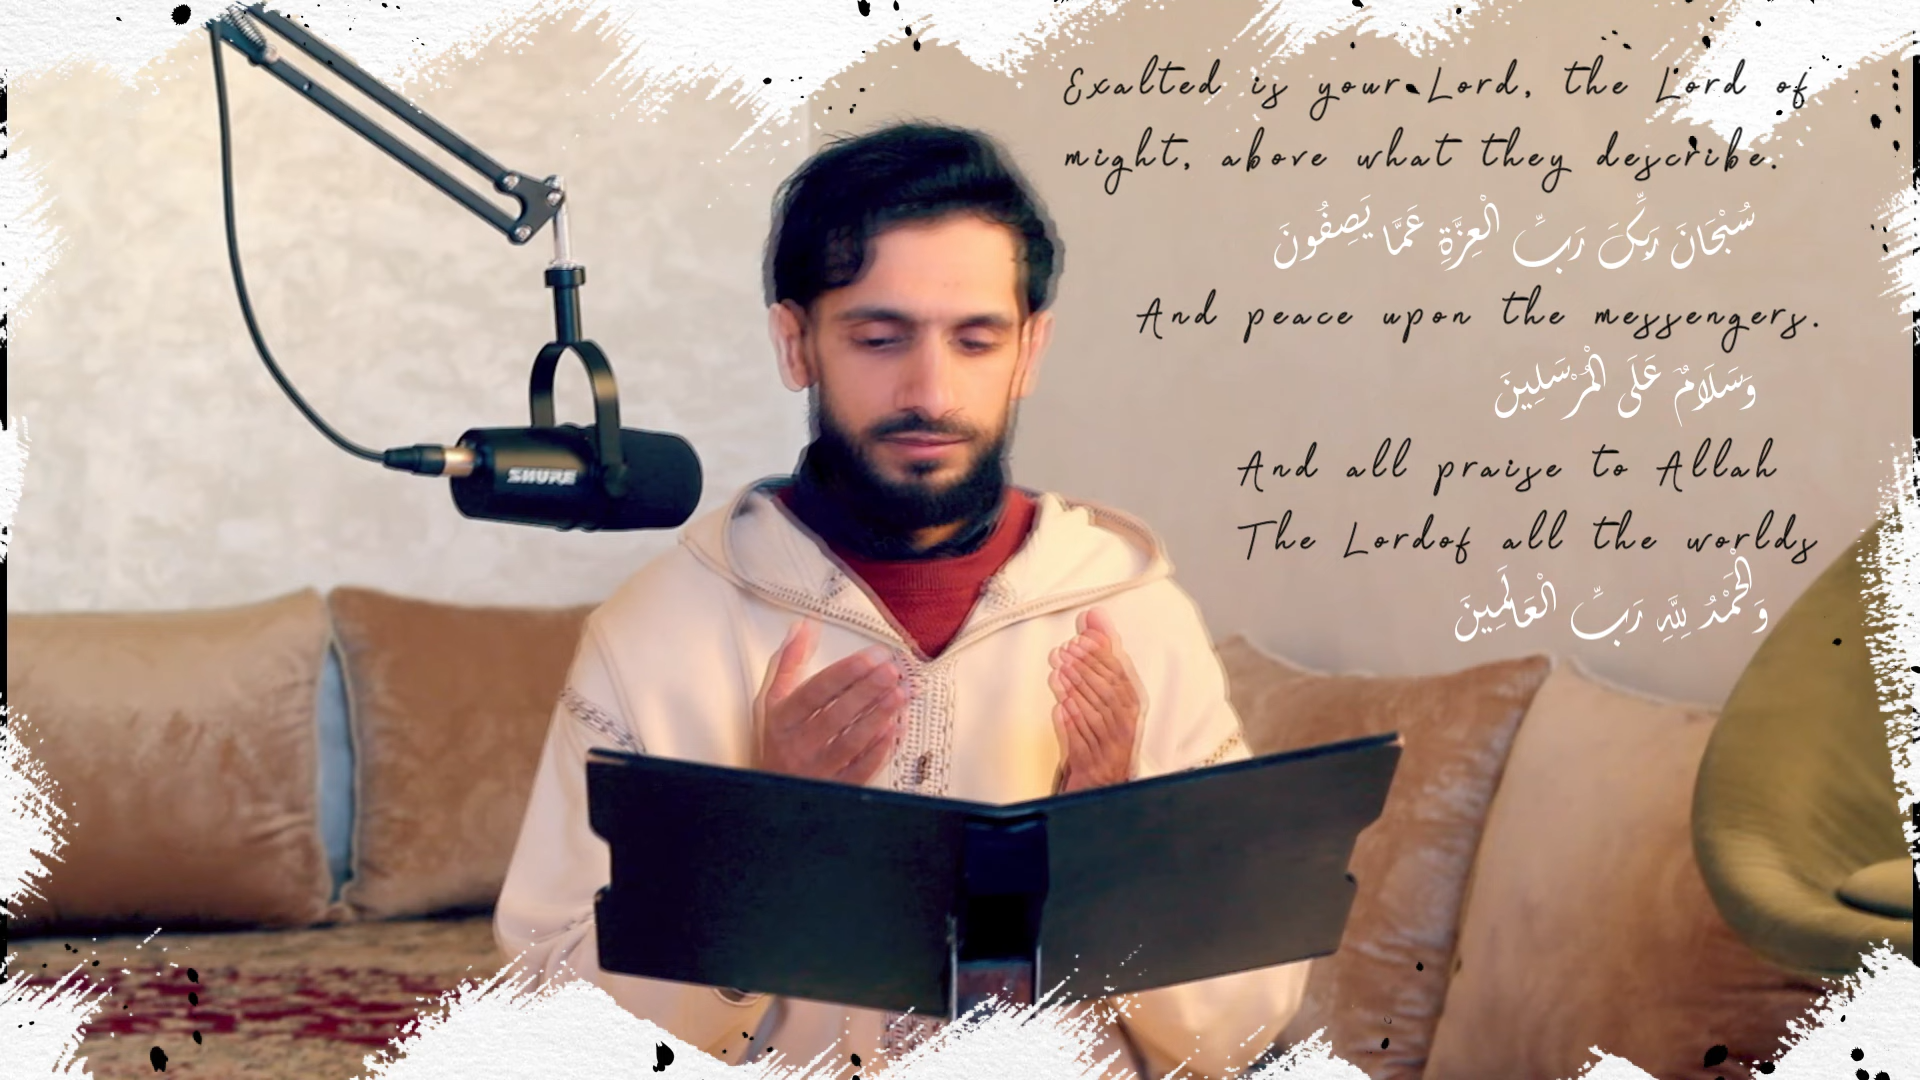 Exalted is your Lord, the Lord of
might, above what they describe.
سُبْحَانَ رَبِّكَ رَبِّ الْعِزَّةِ عَمَّا يَصِفُونَ
And peace upon the messengers.
وَسَلَامٌ عَلَى الْمُرْسَلِينَ
And all praise to Allah
The Lordof all the worlds
وَالْحَمْدُ لِلَّهِ رَبِّ الْعَالَمِينَ
SHURE